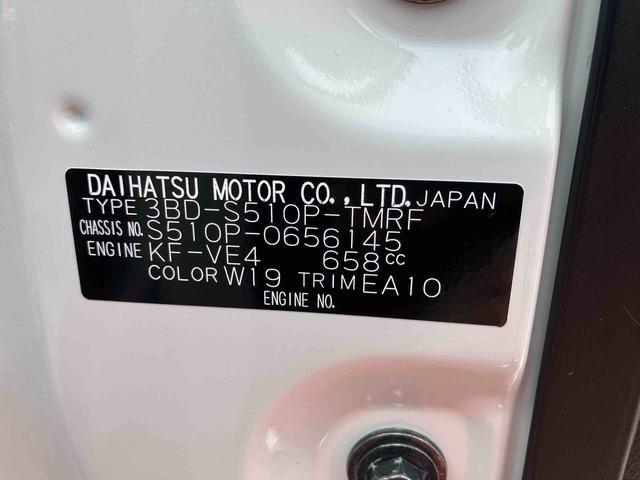 DAIHATSU MOTOR CO.,LTD. JAPAN
TYPE 3BD-S510P-TMRF
CHASSIS NO. S510P-0656145
ENGINE KF-VE4 658cc
COLOR W19 TRIM EA10
ENGINE NO.